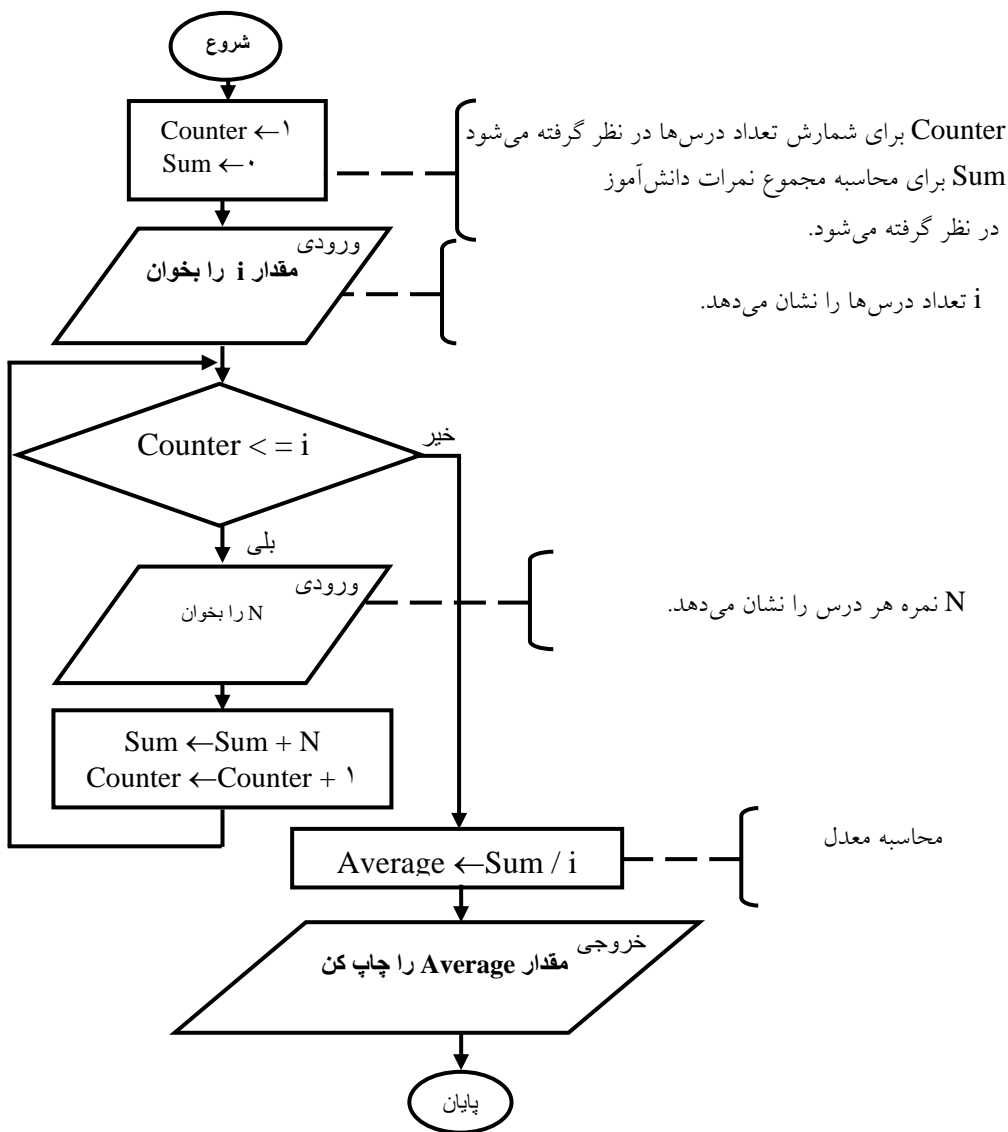 شروع
Counter ←۱
Sum ←۰
Counter برای شمارش تعداد درس‌ها در نظر گرفته می‌شود
Sum برای محاسبه مجموع نمرات دانش‌آموز
در نظر گرفته می‌شود.
ورودی
مقدار i را بخوان
i تعداد درس‌ها را نشان می‌دهد.
Counter < = i
خیر
بلی
ورودی
N را بخوان
N نمره هر درس را نشان می‌دهد.
Sum ←Sum + N
Counter ←Counter + ۱
Average ←Sum / i
محاسبه معدل
خروجی
مقدار Average را چاپ کن
پایان